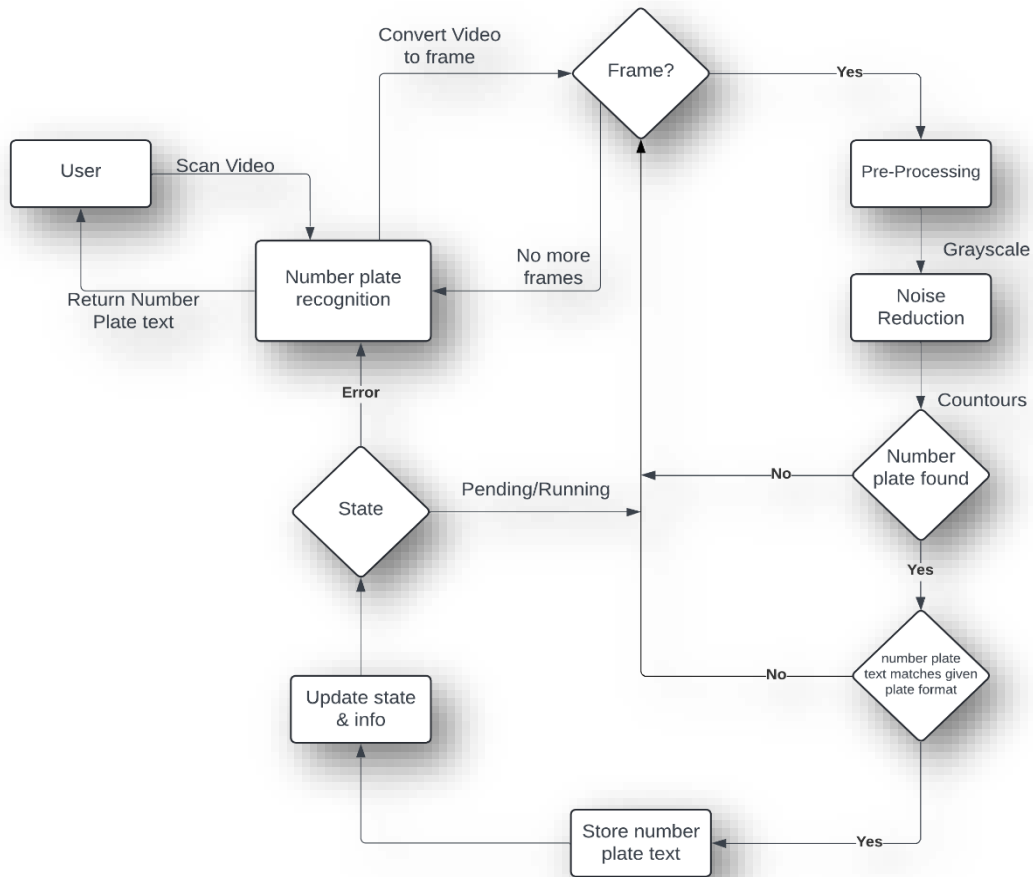 Convert Video
to frame
Frame?
Yes
User
Scan Video
Pre-Processing
Number plate
recognition
No more
frames
Grayscale
Return Number
Plate text
Noise
Reduction
Error
Countours
Number
plate found
No
State
Pending/Running
Yes
number plate
text matches given
plate format
No
Update state
& info
Store number
plate text
Yes